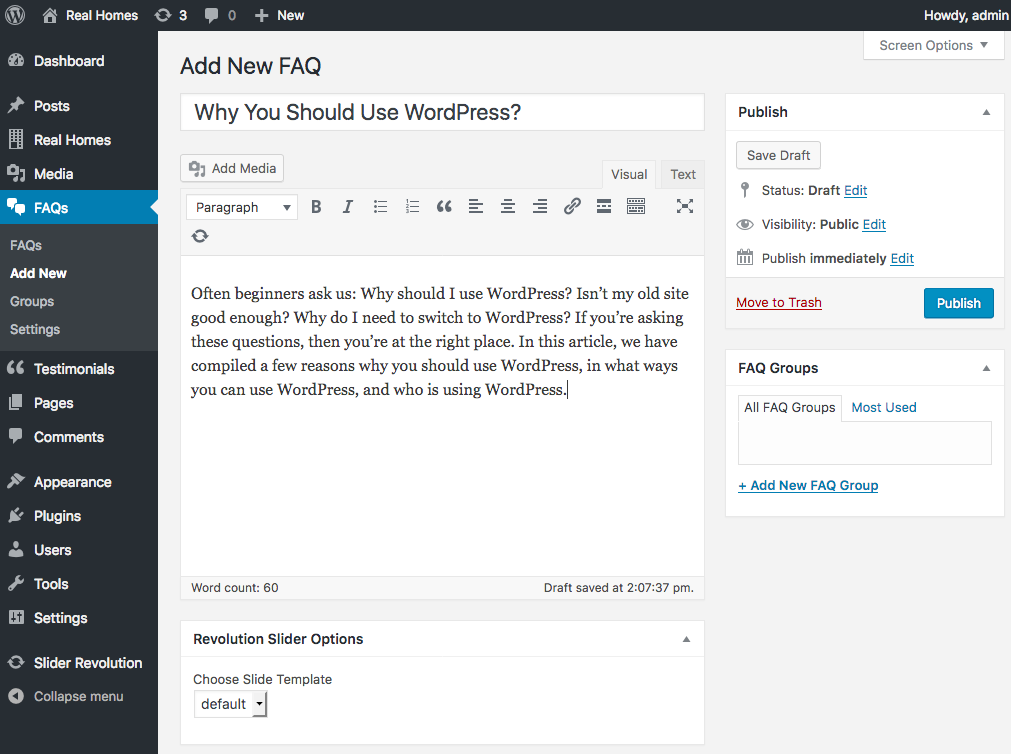 Real Homes 3 0 New Howdy, admin
Screen Options
Dashboard
Posts
Real Homes
Media
FAQs
FAQs
Add New
Groups
Settings
Testimonials
Pages
Comments
Appearance
Plugins
Users
Tools
Settings
Slider Revolution
Collapse menu
Add New FAQ
Why You Should Use WordPress?
Add Media
Visual Text
Paragraph
Often beginners ask us: Why should I use WordPress? Isn’t my old site
good enough? Why do I need to switch to WordPress? If you’re asking
these questions, then you’re at the right place. In this article, we have
compiled a few reasons why you should use WordPress, in what ways
you can use WordPress, and who is using WordPress.
Word count: 60 Draft saved at 2:07:37 pm.
Revolution Slider Options
Choose Slide Template
default
Publish
Save Draft
Status: Draft Edit
Visibility: Public Edit
Publish immediately Edit
Move to Trash Publish
FAQ Groups
All FAQ Groups Most Used
+ Add New FAQ Group